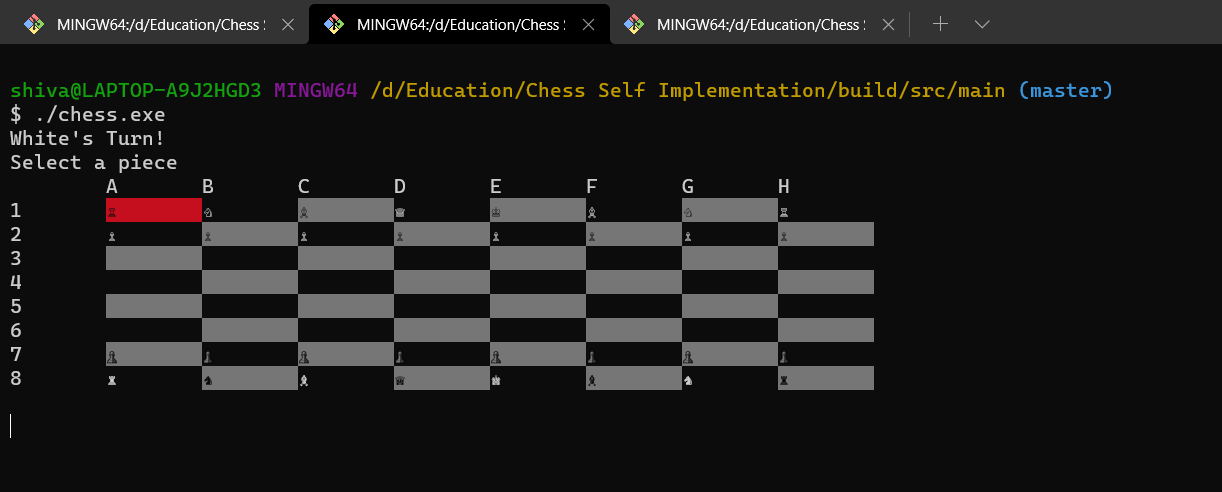 MINGW64:/d/Education/Chess S MINGW64:/d/Education/Chess S MINGW64:/d/Education/Chess S
shiva@LAPTOP-A9J2HGD3 MINGW64 /d/Education/Chess Self Implementation/build/src/main (master)
$ ./chess.exe
White's Turn!
Select a piece
A B C D E F G H
1 ♖ ♘ ♗ ♕ ♔ ♗ ♘ ♖
2 ♙ ♙ ♙ ♙ ♙ ♙ ♙ ♙
3
4
5
6
7 ♟ ♟ ♟ ♟ ♟ ♟ ♟ ♟
8 ♜ ♞ ♝ ♛ ♚ ♝ ♞ ♜